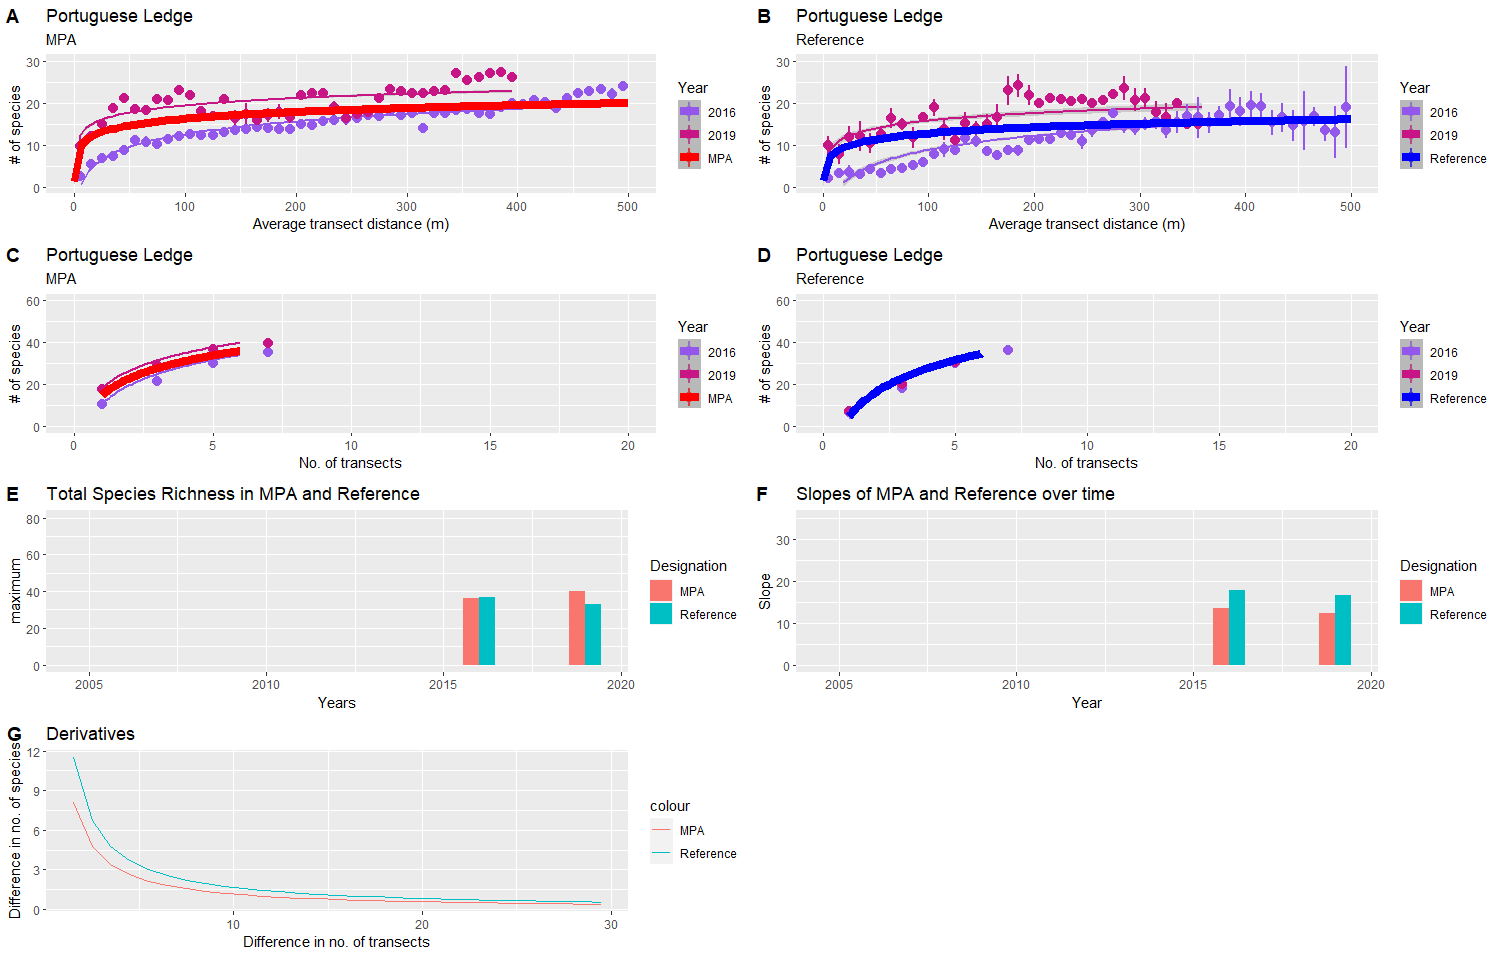 A Portuguese Ledge
MPA
30
20
10
0
# of species
0 100 200 300 400 500
Average transect distance (m)
Year
2016
2019
MPA
B Portuguese Ledge
Reference
30
20
10
0
# of species
0 100 200 300 400 500
Average transect distance (m)
Year
2016
2019
Reference
C Portuguese Ledge
MPA
60
40
20
0
# of species
0 5 10 15 20
No. of transects
Year
2016
2019
MPA
D Portuguese Ledge
Reference
60
40
20
0
# of species
0 5 10 15 20
No. of transects
Year
2016
2019
Reference
E Total Species Richness in MPA and Reference
80
60
40
20
0
maximum
2005 2010 2015 2020
Years
Designation
MPA
Reference
F Slopes of MPA and Reference over time
30
20
10
0
Slope
2005 2010 2015 2020
Year
Designation
MPA
Reference
G Derivatives
12
9
6
3
0
Difference in no. of species
10 20 30
Difference in no. of transects
colour
MPA
Reference